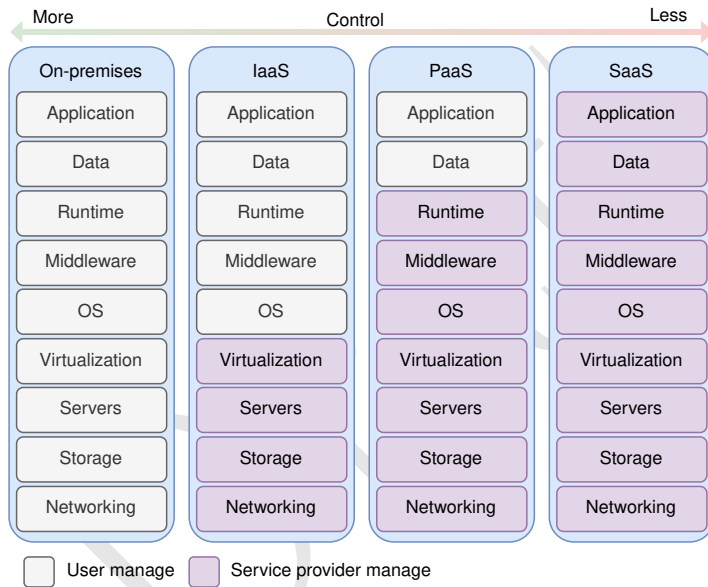 More Control Less
On-premises IaaS PaaS SaaS
Application Application Application Application
Data Data Data Data
Runtime Runtime Runtime Runtime
Middleware Middleware Middleware Middleware
OS OS OS OS
Virtualization Virtualization Virtualization Virtualization
Servers Servers Servers Servers
Storage Storage Storage Storage
Networking Networking Networking Networking
User manage Service provider manage